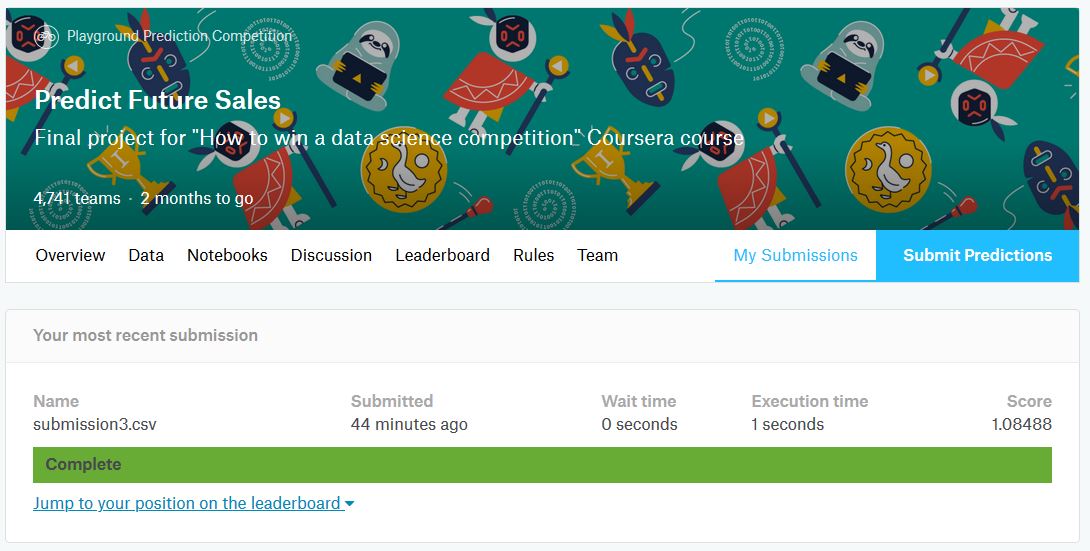 Playground Prediction Competition
Predict Future Sales
Final project for "How to win a data science competition" Coursera course
4,741 teams · 2 months to go
Overview Data Notebooks Discussion Leaderboard Rules Team My Submissions Submit Predictions
Your most recent submission
Name Submitted Wait time Execution time Score
submission3.csv 44 minutes ago 0 seconds 1 seconds 1.08488
Complete
Jump to your position on the leaderboard